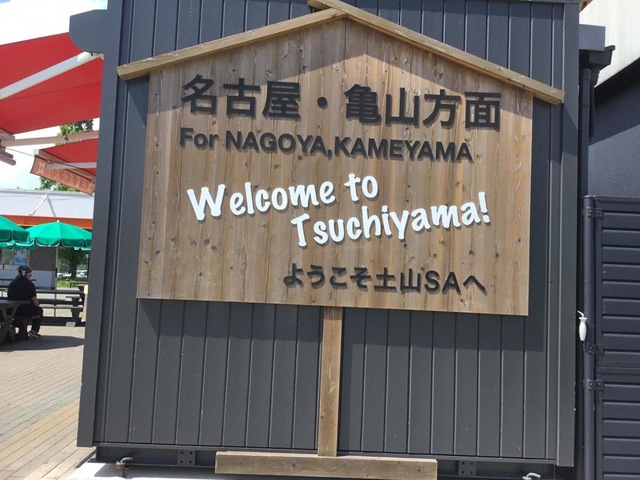 名古屋・亀山方面
For NAGOYA,KAMEYAMA
Welcome to
Tsuchiyama!
ようこそ土山SAへ